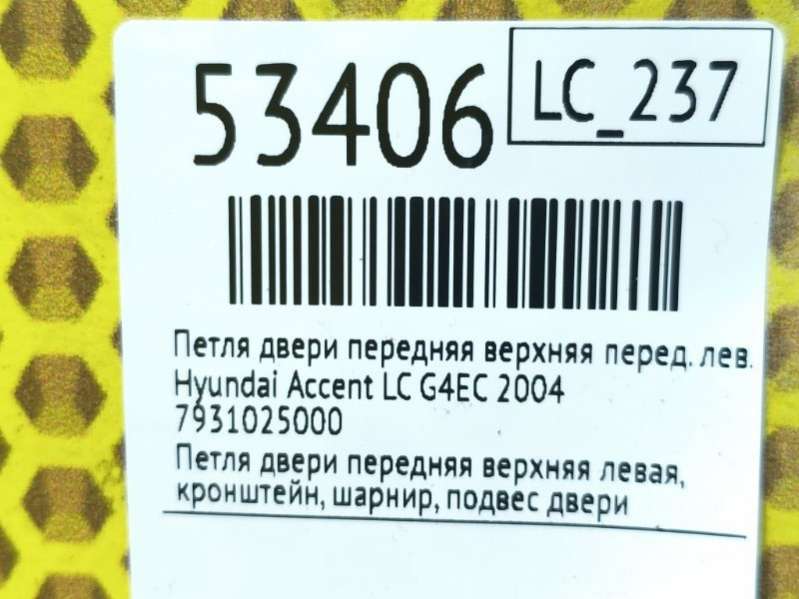 53406
LC_237
Петля двери передняя верхняя перед. лев.
Hyundai Accent LC G4EC 2004
7931025000
Петля двери передняя верхняя левая,
кронштейн, шарнир, подвес двери